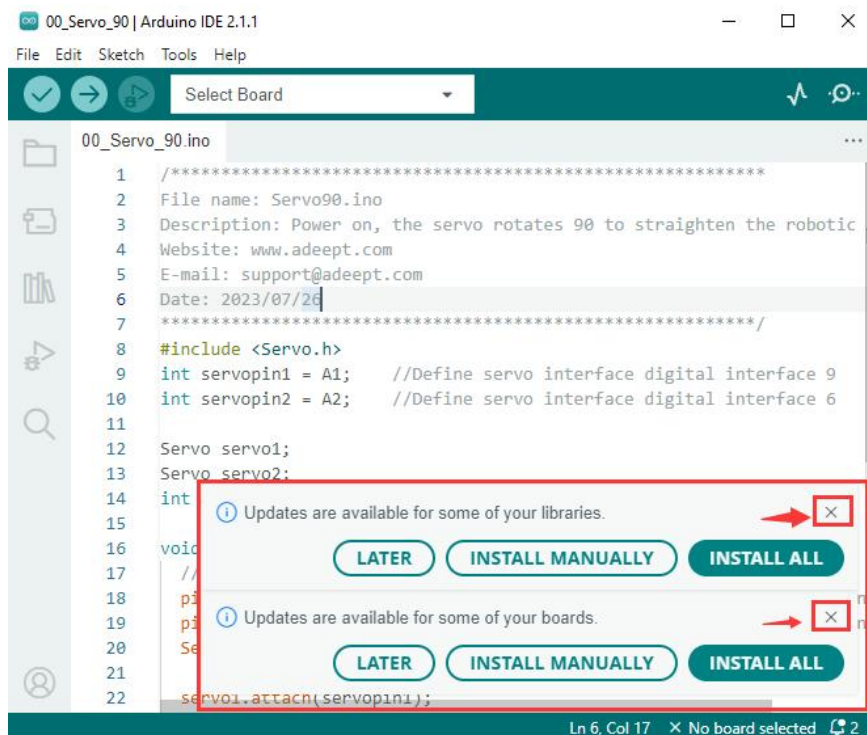 00_Servo_90 | Arduino IDE 2.1.1
File Edit Sketch Tools Help
Select Board
00_Servo_90.ino
1 /***********************************************************
2 File name: Servo90.ino
3 Description: Power on, the servo rotates 90 to straighten the robotic
4 Website: www.adeept.com
5 E-mail: support@adeept.com
6 Date: 2023/07/26
7 ***********************************************************/
8 #include <Servo.h>
9 int servopin1 = A1; //Define servo interface digital interface 9
10 int servopin2 = A2; //Define servo interface digital interface 6
11
12 Servo servo1;
13 Servo servo2;
14 int
15
16 void
17 //
18 pi
19 pi
20 Se
21
22 servo1.attach(servopin1);
Updates are available for some of your libraries.
LATER INSTALL MANUALLY INSTALL ALL
Updates are available for some of your boards.
LATER INSTALL MANUALLY INSTALL ALL
Ln 6, Col 17 × No board selected 2